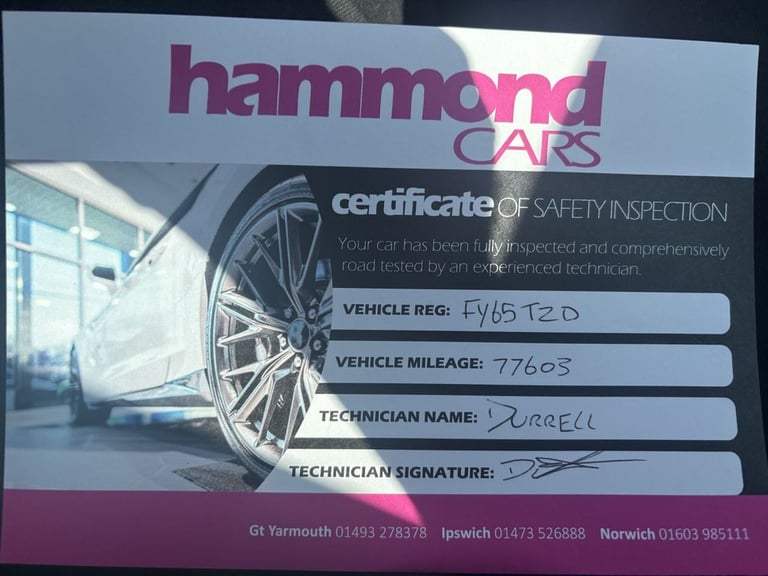 hammond
CARS
certificate OF SAFETY INSPECTION
Your car has been fully inspected and comprehensively
road tested by an experienced technician.
VEHICLE REG: FY65 TZO
VEHICLE MILEAGE: 77603
TECHNICIAN NAME: DURRELL
TECHNICIAN SIGNATURE:
Gt Yarmouth 01493 278378 Ipswich 01473 526888 Norwich 01603 985111